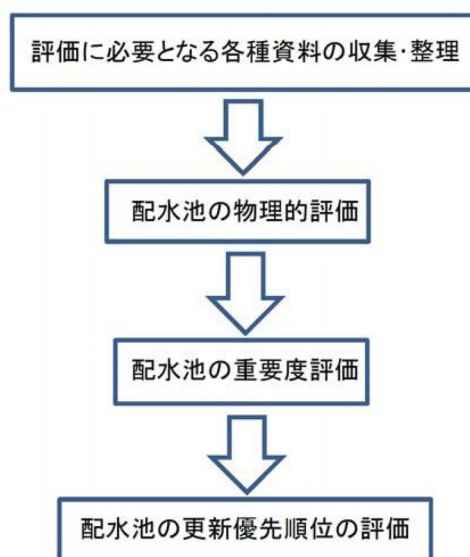 評価に必要となる各種資料の収集・整理
配水池の物理的評価
配水池の重要度評価
配水池の更新優先順位の評価